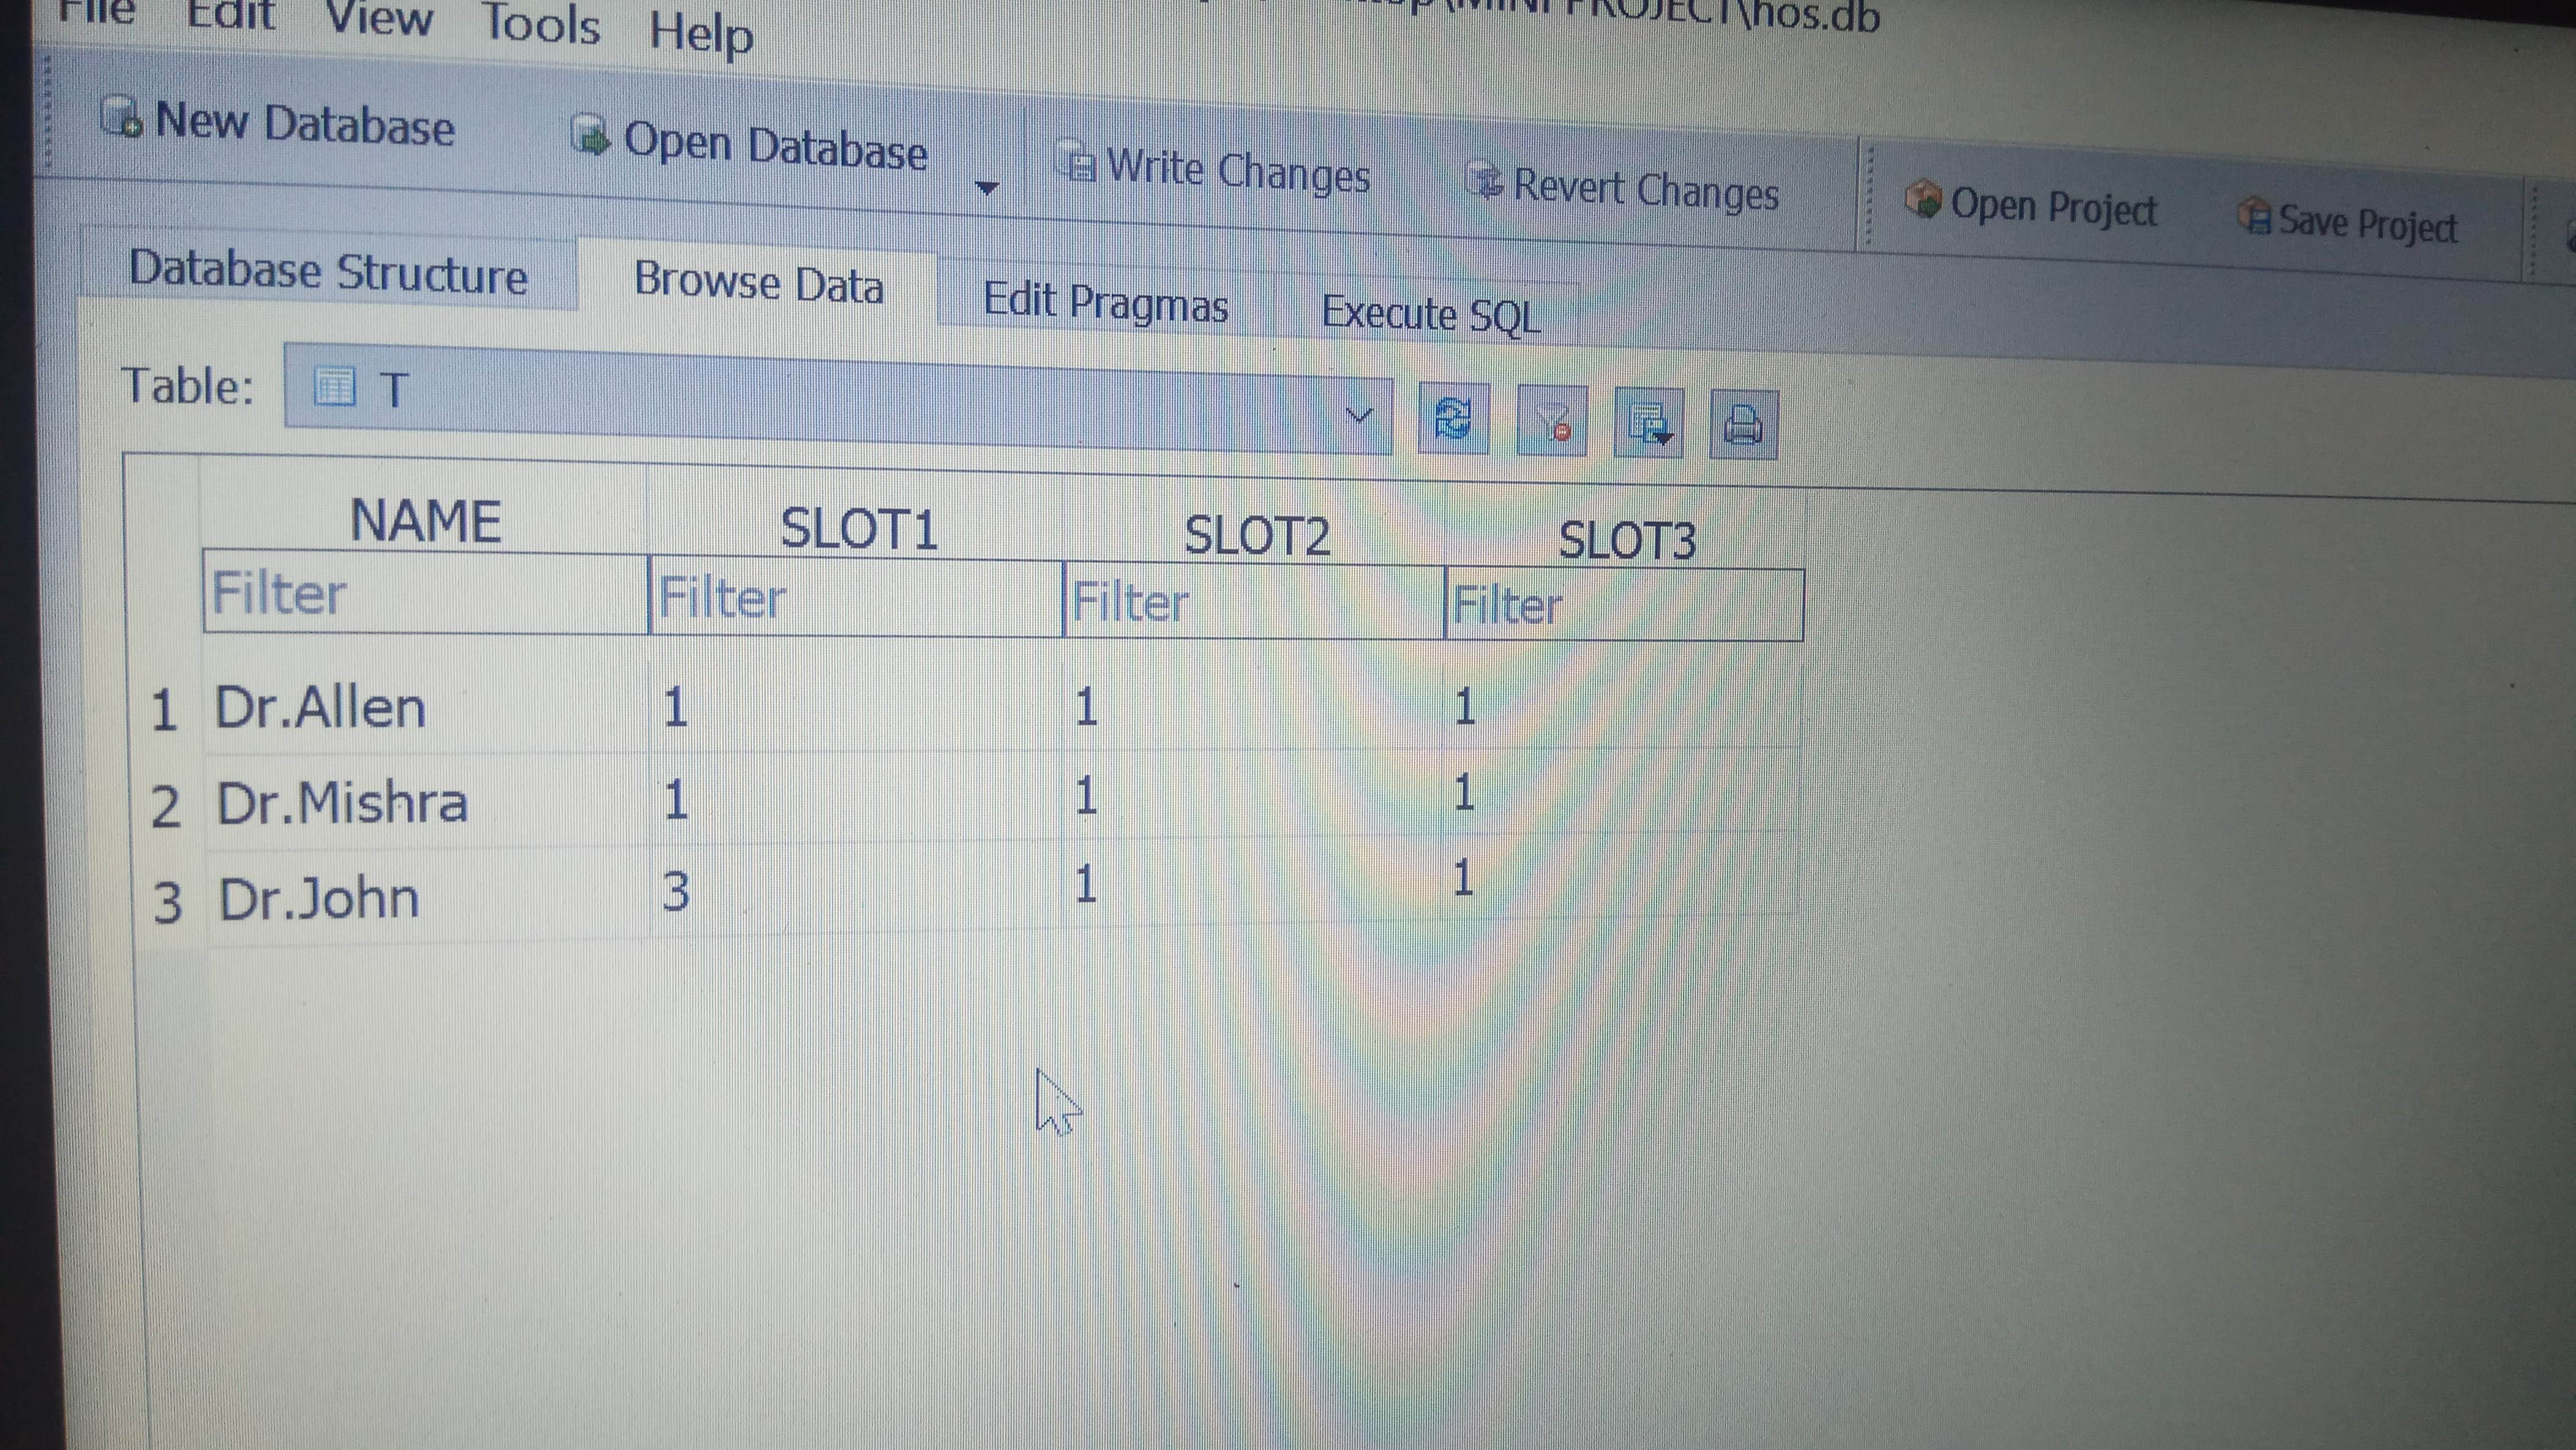 File Edit View Tools Help
MINI PROJECT\hos.db
New Database Open Database Write Changes Revert Changes Open Project Save Project
Database Structure Browse Data Edit Pragmas Execute SQL
Table: T
NAME SLOT1 SLOT2 SLOT3
Filter Filter Filter Filter
1 Dr.Allen 1 1 1
2 Dr.Mishra 1 1 1
3 Dr.John 3 1 1